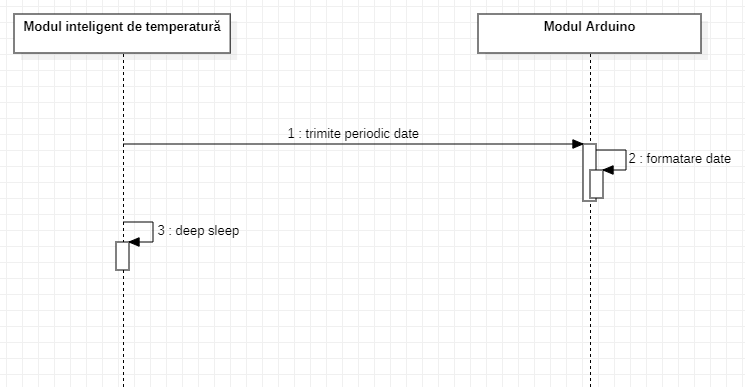 Modul inteligent de temperatură
Modul Arduino
1 : trimite periodic date
2 : formatare date
3 : deep sleep